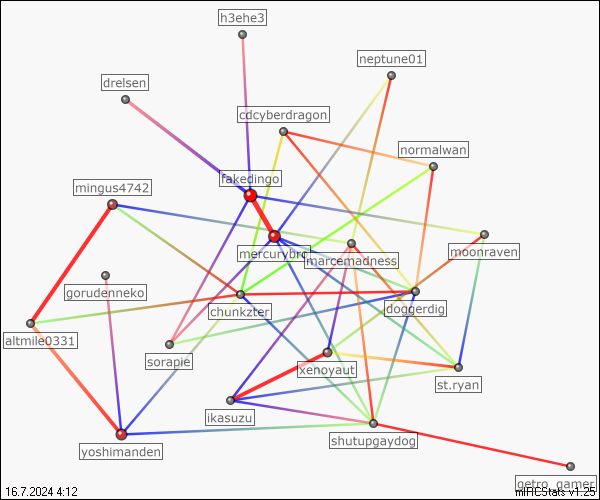 h3ehe3
neptune01
drelsen
cdcyberdragon
normalwan
fakedingo
mingus4742
mercurybro
marcemadness
moonraven
gorudenneko
chunkzter
doggerdig
altmile0331
sorapie
xenoyaut
st.ryan
ikasuzu
shutupgaydog
yoshimanden
getro_gamer
16.7.2024 4:12
mIRCStats v1.25